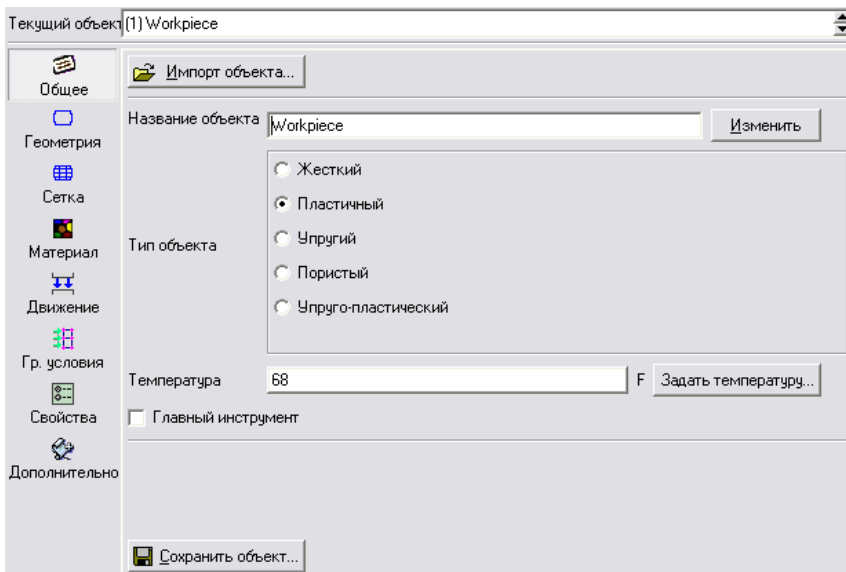 Текущий объект (1) Workpiece
Общее
Геометрия
Сетка
Материал
Движение
Гр. условия
Свойства
Дополнительно
Импорт объекта...
Название объекта Workpiece Изменить
Тип объекта
Жесткий
Пластичный
Упругий
Пористый
Упруго-пластический
Температура 68 F Задать температуру...
Главный инструмент
Сохранить объект...